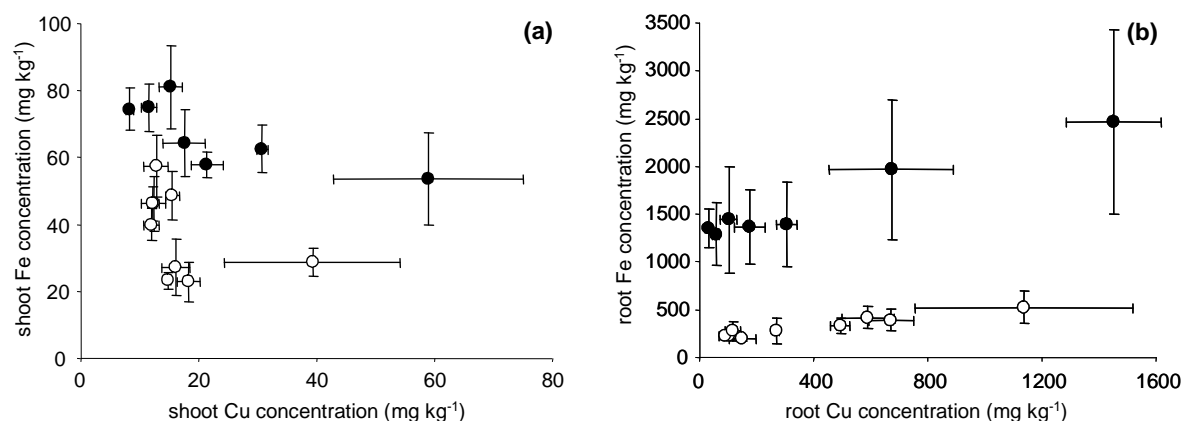 (a)
shoot Fe concentration (mg kg⁻¹)
100
80
60
40
20
0
0 20 40 60 80
shoot Cu concentration (mg kg⁻¹)
(b)
root Fe concentration (mg kg⁻¹)
3500
3000
2500
2000
1500
1000
500
0
0 400 800 1200 1600
root Cu concentration (mg kg⁻¹)